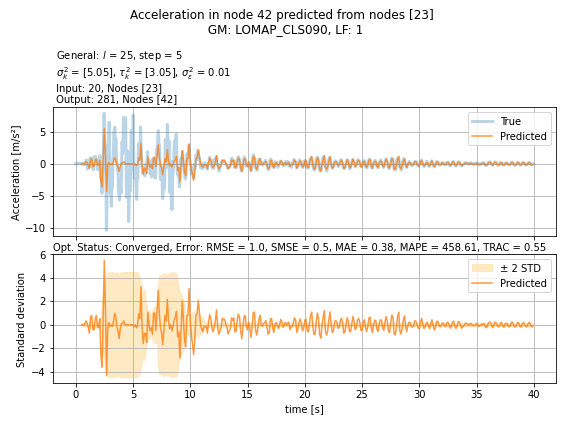 Acceleration in node 42 predicted from nodes [23]
GM: LOMAP_CLS090, LF: 1
General: l = 25, step = 5
σ²ₖ = [5.05], τ²ₖ = [3.05], σ²ε = 0.01
Input: 20, Nodes [23]
Output: 281, Nodes [42]
Acceleration [m/s²]
5
0
−5
−10
True
Predicted
Opt. Status: Converged, Error: RMSE = 1.0, SMSE = 0.5, MAE = 0.38, MAPE = 458.61, TRAC = 0.55
Standard deviation
6
4
2
0
−2
−4
± 2 STD
Predicted
0 5 10 15 20 25 30 35 40
time [s]